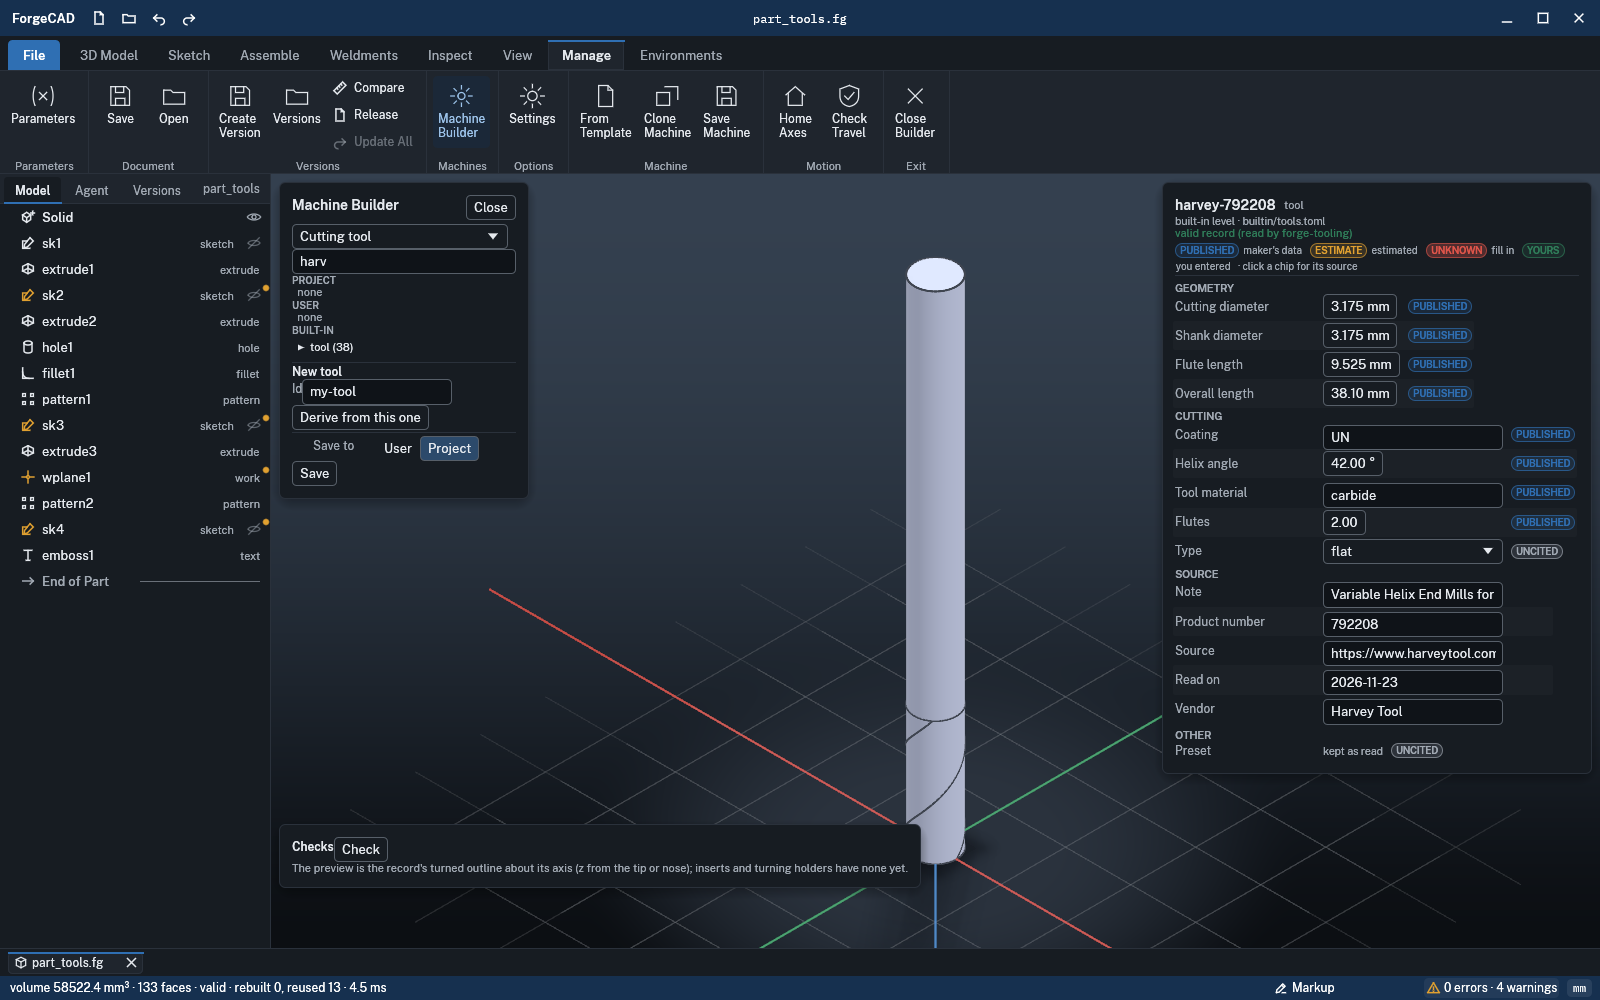 ForgeCAD
part_tools.fg
File 3D Model Sketch Assemble Weldments Inspect View Manage Environments
Parameters
Save
Open
Create Version
Versions
Compare
Release
Update All
Machine Builder
Settings
From Template
Clone Machine
Save Machine
Home Axes
Check Travel
Close Builder
Parameters Document Versions Machines Options Machine Motion Exit
Model Agent Versions part_tools
Solid
sk1 sketch
extrude1 extrude
sk2 sketch
extrude2 extrude
hole1 hole
fillet1 fillet
pattern1 pattern
sk3 sketch
extrude3 extrude
wplane1 work
pattern2 pattern
sk4 sketch
emboss1 text
End of Part
Machine Builder Close
Cutting tool
harv
PROJECT
none
USER
none
BUILT-IN
tool (38)
New tool
Id my-tool
Derive from this one
Save to User Project
Save
harvey-792208 tool
built-in level · builtin/tools.toml
valid record (read by forge-tooling)
PUBLISHED maker's data ESTIMATE estimated UNKNOWN fill in YOURS
you entered · click a chip for its source
GEOMETRY
Cutting diameter 3.175 mm PUBLISHED
Shank diameter 3.175 mm PUBLISHED
Flute length 9.525 mm PUBLISHED
Overall length 38.10 mm PUBLISHED
CUTTING
Coating UN PUBLISHED
Helix angle 42.00 ° PUBLISHED
Tool material carbide PUBLISHED
Flutes 2.00 PUBLISHED
Type flat UNCITED
SOURCE
Note Variable Helix End Mills for
Product number 792208
Source https://www.harveytool.com
Read on 2026-11-23
Vendor Harvey Tool
OTHER
Preset kept as read UNCITED
Checks Check
The preview is the record's turned outline about its axis (z from the tip or nose); inserts and turning holders have none yet.
part_tools.fg
volume 58522.4 mm³ · 133 faces · valid · rebuilt 0, reused 13 · 4.5 ms
Markup
0 errors · 4 warnings mm